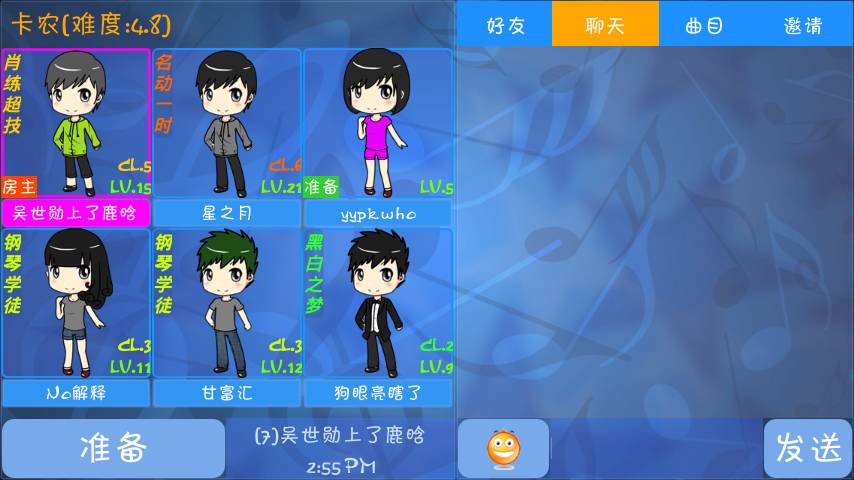 卡农(难度:4.8)
好友
聊天
曲目
邀请
肖练超技
CL.5
LV.15
房主
吴世勋上了鹿晗
名动一时
CL.6
LV.21
星之月
准备
LV.5
yypkwho
钢琴学徒
CL.3
LV.11
No解释
钢琴学徒
CL.3
LV.12
甘富汇
黑白之梦
CL.2
LV.9
狗眼亮瞎了
准备
(7)吴世勋上了鹿晗
2:55 PM
发送